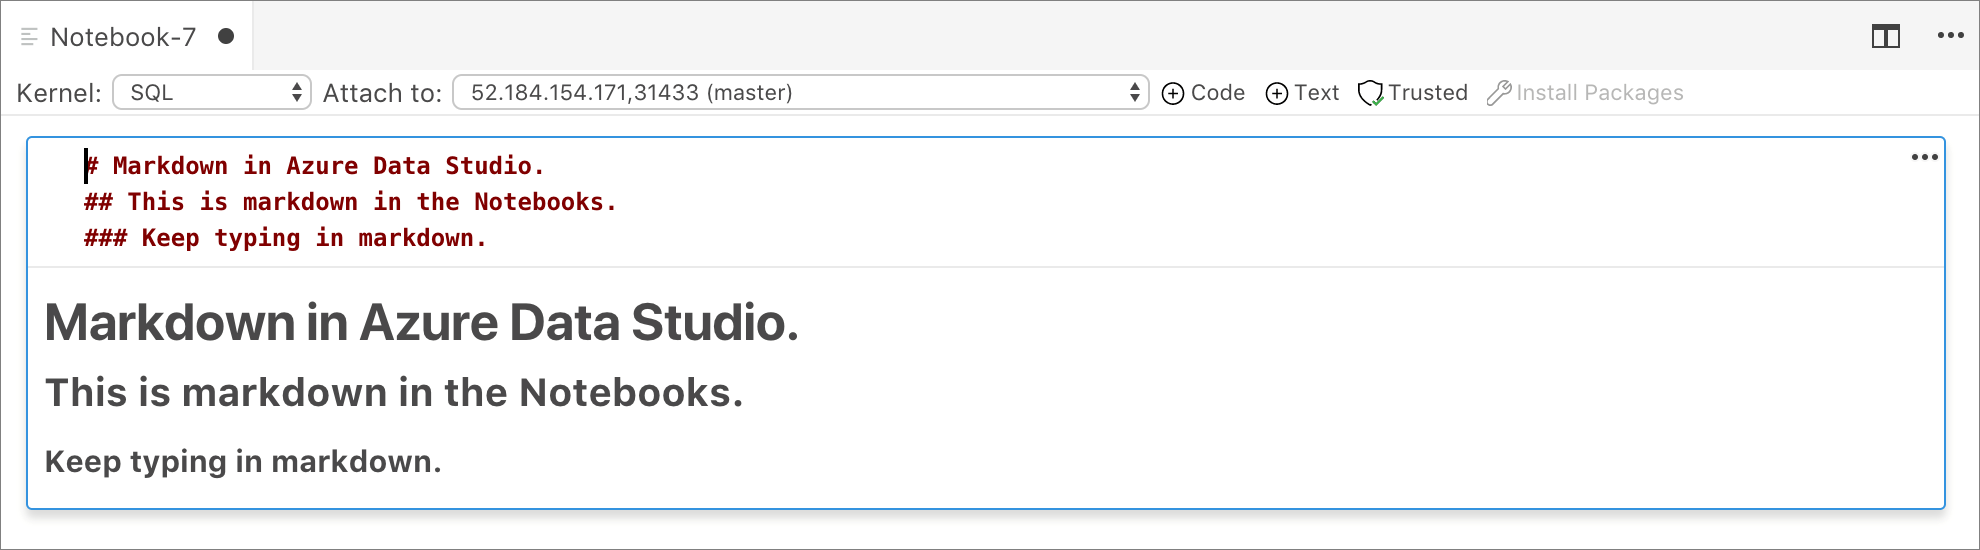 Notebook-7
Kernel: SQL Attach to: 52.184.154.171,31433 (master) Code Text Trusted Install Packages
# Markdown in Azure Data Studio.
## This is markdown in the Notebooks.
### Keep typing in markdown.
Markdown in Azure Data Studio.
This is markdown in the Notebooks.
Keep typing in markdown.